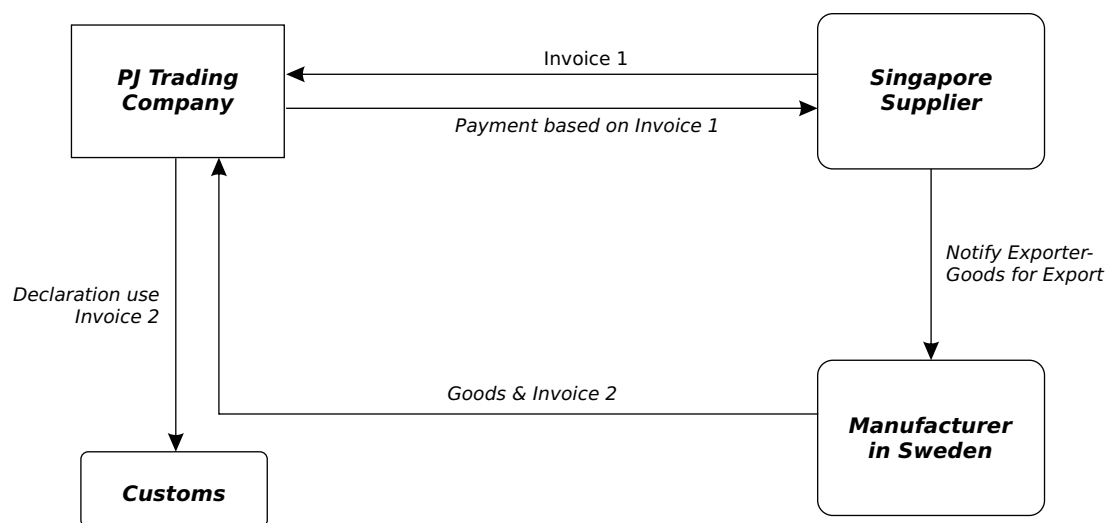 PJ Trading
Company
Invoice 1
Payment based on Invoice 1
Singapore
Supplier
Notify Exporter-
Goods for Export
Declaration use
Invoice 2
Goods & Invoice 2
Manufacturer
in Sweden
Customs